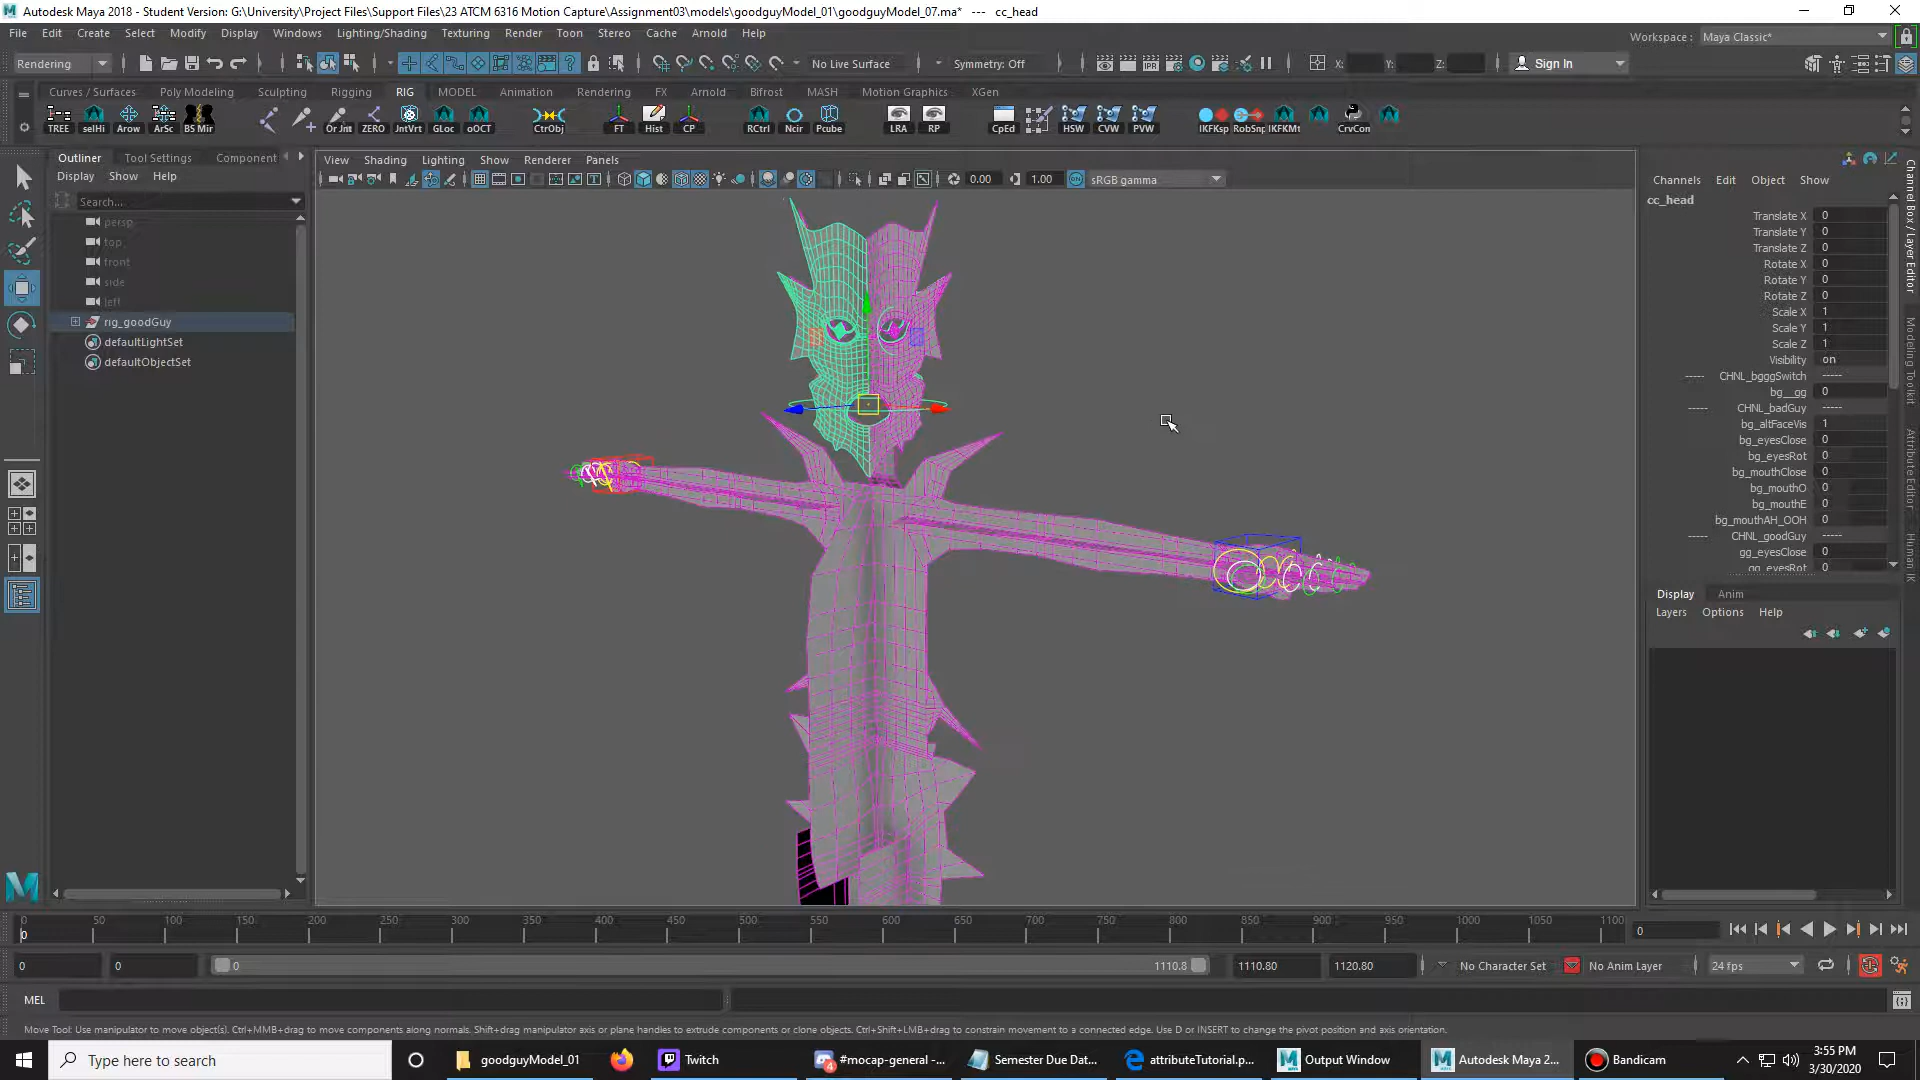 Autodesk Maya 2018 - Student Version: G:\University\Project Files\Support Files\23 ATCM 6316 Motion Capture\Assignment03\models\goodguyModel_01\goodguyModel_07.ma* --- cc_head
File Edit Create Select Modify Display Windows Lighting/Shading Texturing Render Toon Stereo Cache Arnold Help
Workspace : Maya Classic*
Rendering No Live Surface Symmetry: Off X: Y: Z: Sign In
Curves / Surfaces Poly Modeling Sculpting Rigging RIG MODEL Animation Rendering FX Arnold Bifrost MASH Motion Graphics XGen
TREE selHi Arow ArSc BS Mir Or Jnt ZERO JntVrt GLoc oOCT CtrObj FT Hist CP RCtrl Ncir Pcube LRA RP CpEd HSW CVW PVW IKFKsp RobSnp IKFKMt CrvCon
Outliner Tool Settings Component
Display Show Help
Search...
persp
top
front
side
left
rig_goodGuy
defaultLightSet
defaultObjectSet
View Shading Lighting Show Renderer Panels
0.00 1.00 sRGB gamma
Channels Edit Object Show
cc_head
Translate X 0
Translate Y 0
Translate Z 0
Rotate X 0
Rotate Y 0
Rotate Z 0
Scale X 1
Scale Y 1
Scale Z 1
Visibility on
----- CHNL_bgggSwitch -----
bg__gg 0
----- CHNL_badGuy -----
bg_altFaceVis 1
bg_eyesClose 0
bg_eyesRot 0
bg_mouthClose 0
bg_mouthO 0
bg_mouthE 0
bg_mouthAH_OOH 0
----- CHNL_goodGuy -----
gg_eyesClose 0
gg_eyesRot 0
Display Anim
Layers Options Help
Channel Box / Layer Editor
Modeling Toolkit
Attribute Editor
Human IK
0 50 100 150 200 250 300 350 400 450 500 550 600 650 700 750 800 850 900 950 1000 1050 1100
0
0
0 0 0 1110.8 1110.80 1120.80 No Character Set No Anim Layer 24 fps
MEL
Move Tool: Use manipulator to move object(s). Ctrl+MMB+drag to move components along normals. Shift+drag manipulator axis or plane handles to extrude components or clone objects. Ctrl+Shift+LMB+drag to constrain movement to a connected edge. Use D or INSERT to change the pivot position and axis orientation.
Type here to search goodguyModel_01 Twitch #mocap-general -... Semester Due Dat... attributeTutorial.p... Output Window Autodesk Maya 2... Bandicam
3:55 PM
3/30/2020